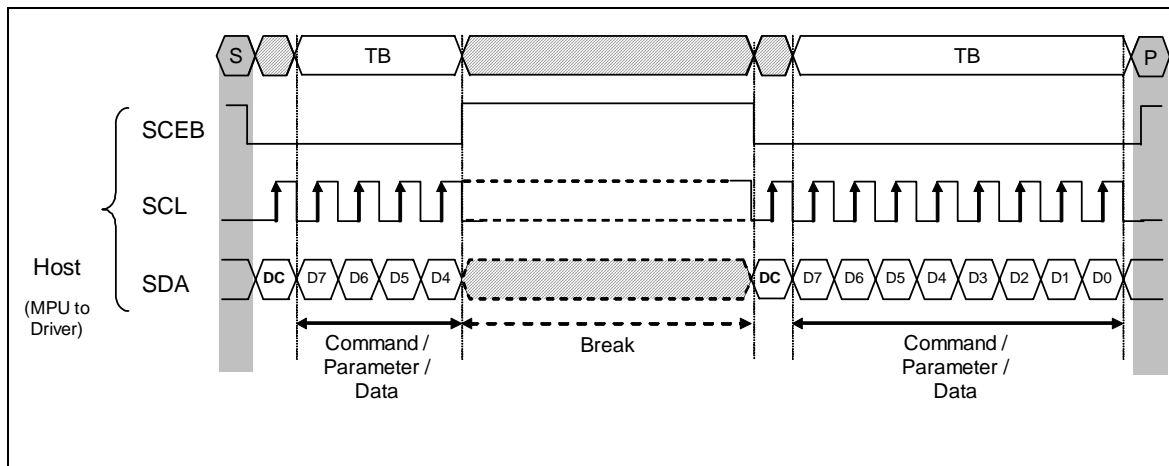 S TB TB P
SCEB
SCL
SDA DC D7 D6 D5 D4 DC D7 D6 D5 D4 D3 D2 D1 D0
Host
(MPU to
Driver)
Command /
Parameter /
Data
Break
Command /
Parameter /
Data